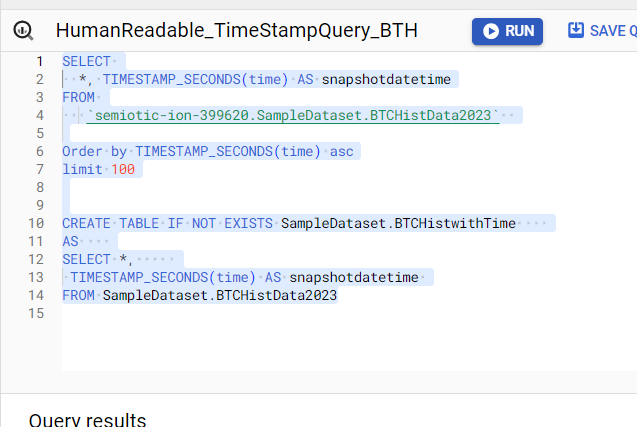 HumanReadable_TimeStampQuery_BTH RUN SAVE Q
1 SELECT
2 *, TIMESTAMP_SECONDS(time) AS snapshotdatetime
3 FROM
4 `semiotic-ion-399620.SampleDataset.BTCHistData2023`
5
6 Order by TIMESTAMP_SECONDS(time) asc
7 limit 100
8
9
10 CREATE TABLE IF NOT EXISTS SampleDataset.BTCHistwithTime
11 AS
12 SELECT *,
13 TIMESTAMP_SECONDS(time) AS snapshotdatetime
14 FROM SampleDataset.BTCHistData2023
15
Query results